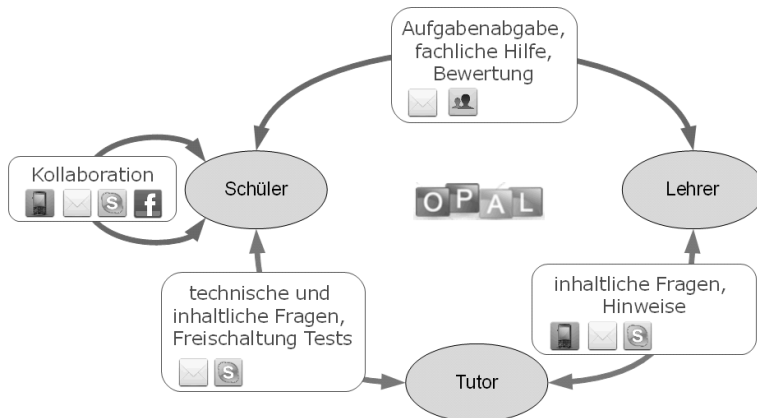 Aufgabenabgabe,
fachliche Hilfe,
Bewertung
Kollaboration
S
f
Schüler
OPAL
Lehrer
technische und
inhaltliche Fragen,
Freischaltung Tests
S
inhaltliche Fragen,
Hinweise
S
Tutor